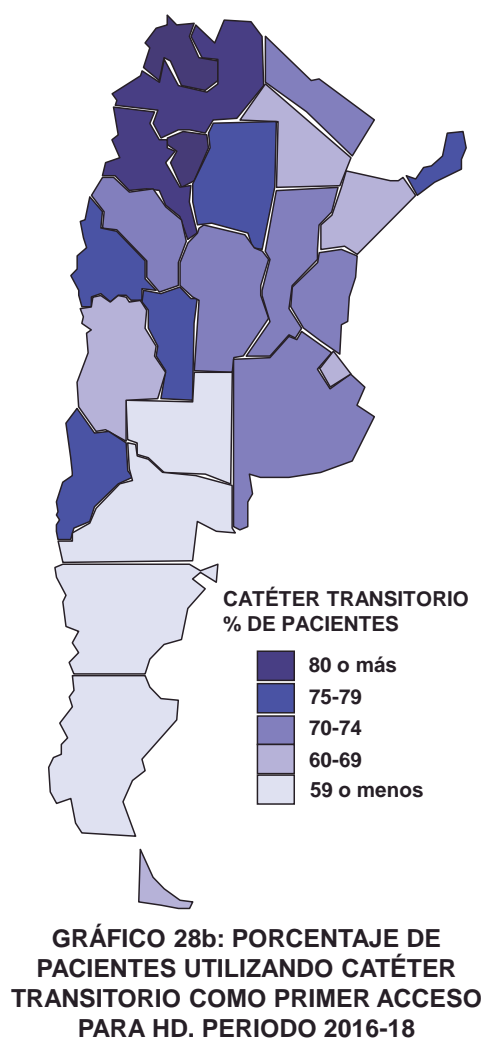 CATÉTER TRANSITORIO
% DE PACIENTES
80 o más
75-79
70-74
60-69
59 o menos
GRÁFICO 28b: PORCENTAJE DE
PACIENTES UTILIZANDO CATÉTER
TRANSITORIO COMO PRIMER ACCESO
PARA HD. PERIODO 2016-18